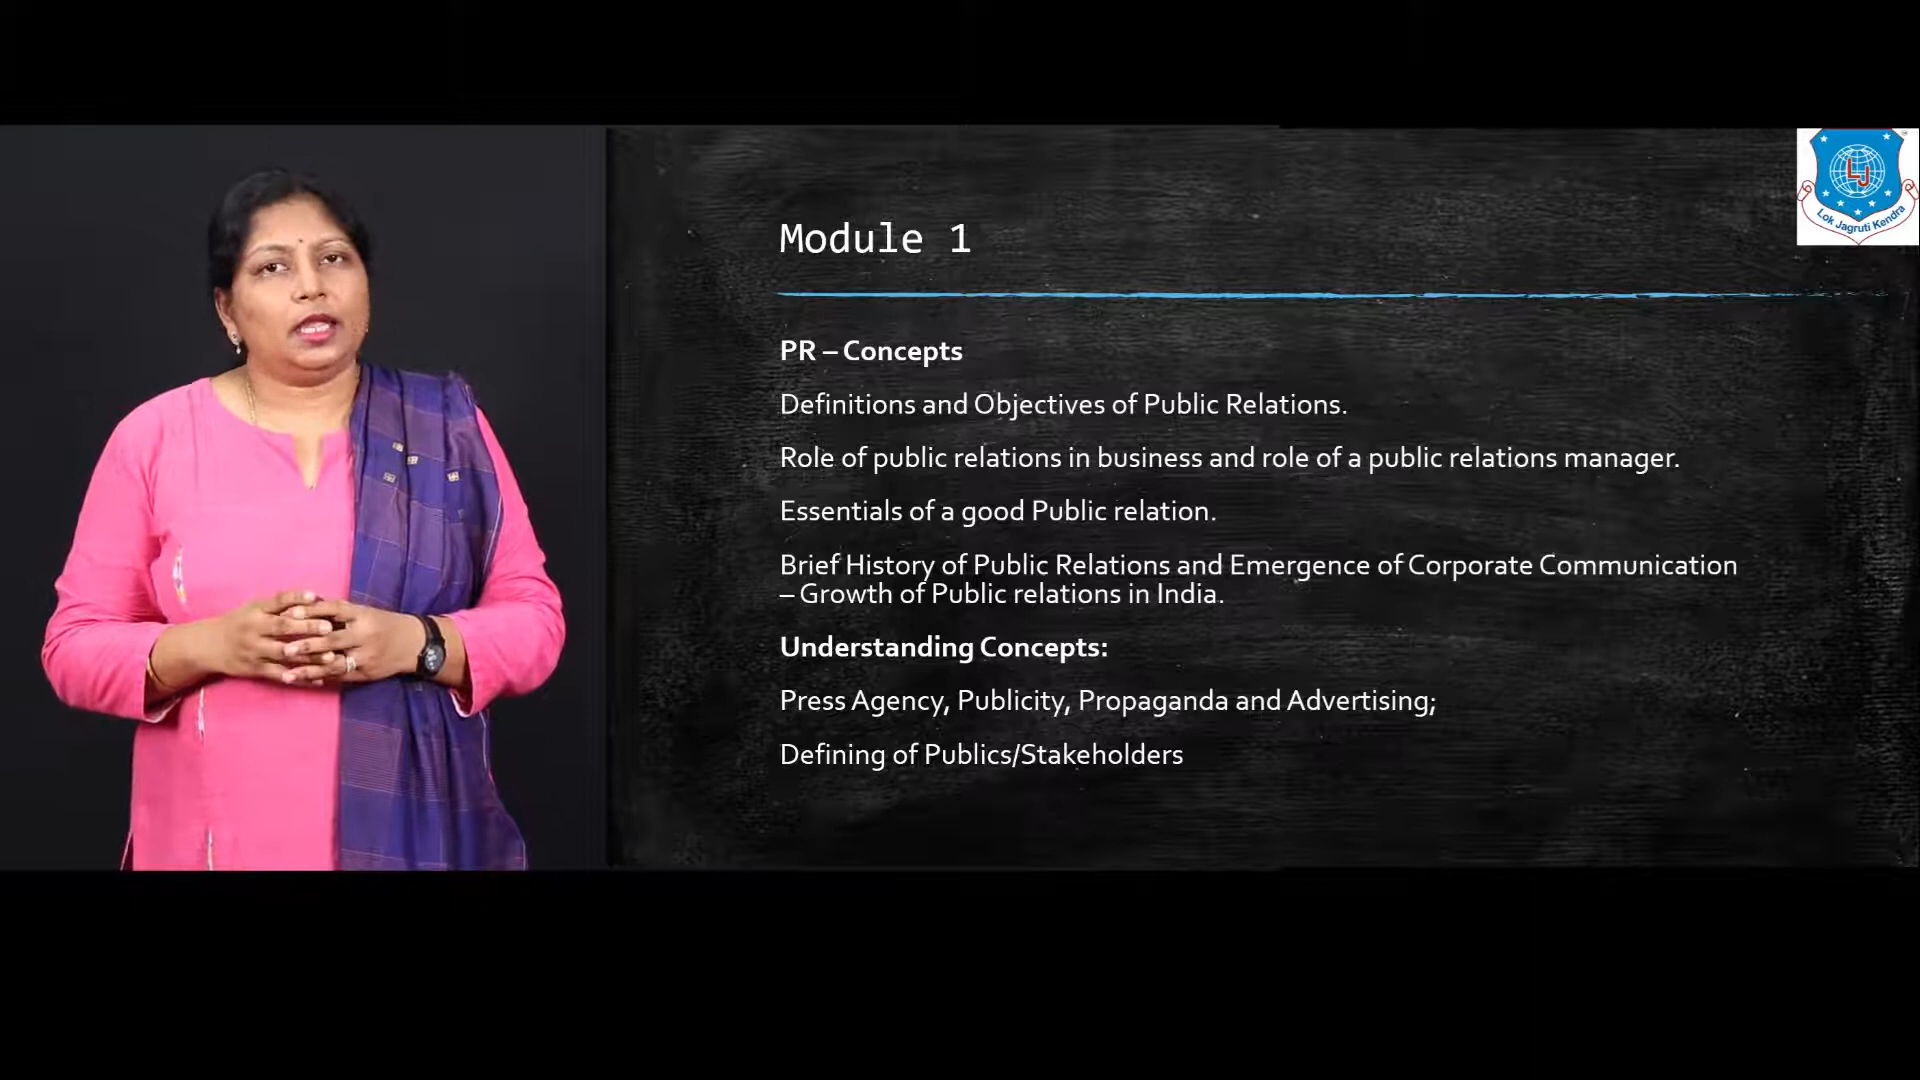 LJ
Lok Jagruti Kendra
Module 1
PR – Concepts
Definitions and Objectives of Public Relations.
Role of public relations in business and role of a public relations manager.
Essentials of a good Public relation.
Brief History of Public Relations and Emergence of Corporate Communication
– Growth of Public relations in India.
Understanding Concepts:
Press Agency, Publicity, Propaganda and Advertising;
Defining of Publics/Stakeholders